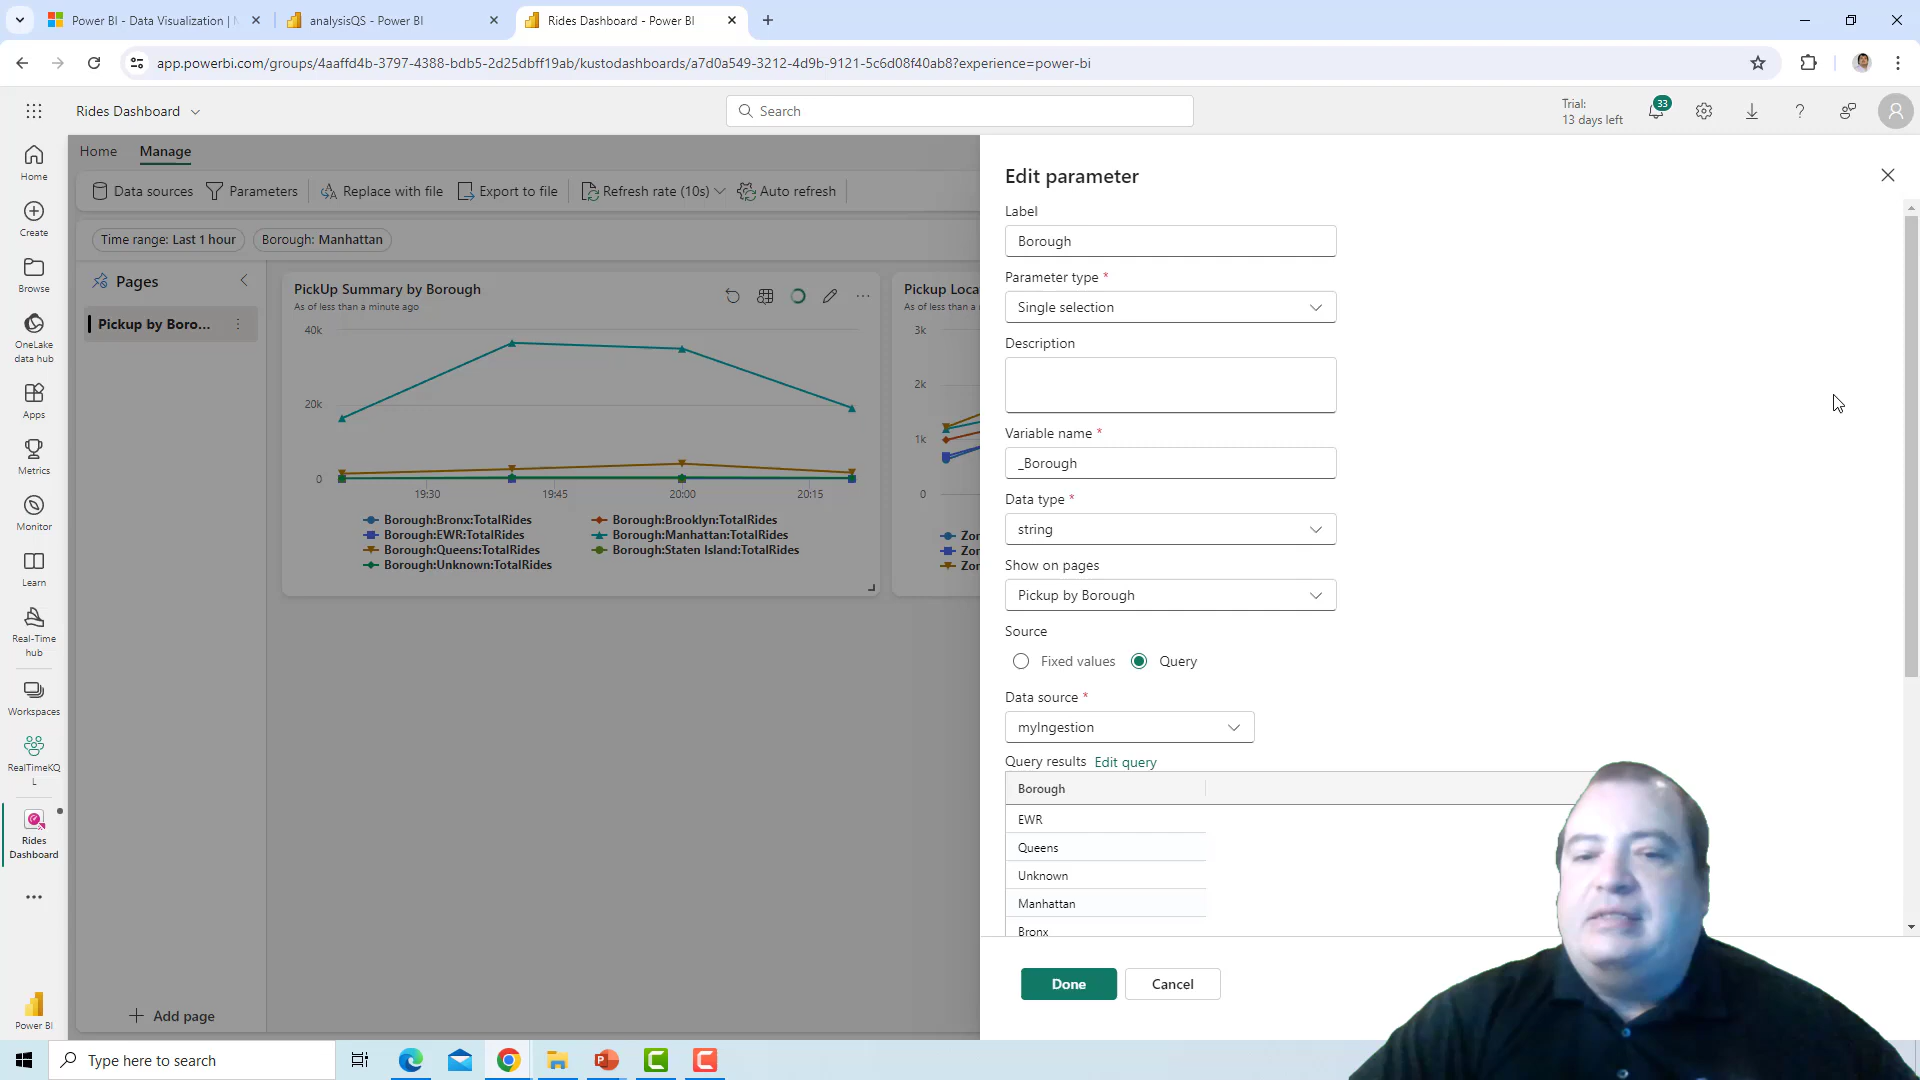 Power BI - Data Visualization | M
analysisQS - Power BI
Rides Dashboard - Power BI
app.powerbi.com/groups/4aaffd4b-3797-4388-bdb5-2d25dbff19ab/kustodashboards/a7d0a549-3212-4d9b-9121-5c6d08f40ab8?experience=power-bi
Rides Dashboard
Search
Trial:
13 days left
33
Home
Create
Browse
OneLake
data hub
Apps
Metrics
Monitor
Learn
Real-Time
hub
Workspaces
RealTimeKQ
L
Rides
Dashboard
Power BI
Home
Manage
Data sources
Parameters
Replace with file
Export to file
Refresh rate (10s)
Auto refresh
Time range: Last 1 hour
Borough: Manhattan
Pages
Pickup by Boro...
Add page
PickUp Summary by Borough
As of less than a minute ago
40k
20k
0
19:30
19:45
20:00
20:15
Borough:Bronx:TotalRides
Borough:Brooklyn:TotalRides
Borough:EWR:TotalRides
Borough:Manhattan:TotalRides
Borough:Queens:TotalRides
Borough:Staten Island:TotalRides
Borough:Unknown:TotalRides
Pickup Loca
As of less than a
3k
2k
1k
0
Zor
Zor
Zor
Edit parameter
Label
Borough
Parameter type *
Single selection
Description
Variable name *
_Borough
Data type *
string
Show on pages
Pickup by Borough
Source
Fixed values
Query
Data source *
myIngestion
Query results
Edit query
Borough
EWR
Queens
Unknown
Manhattan
Bronx
Done
Cancel
Type here to search